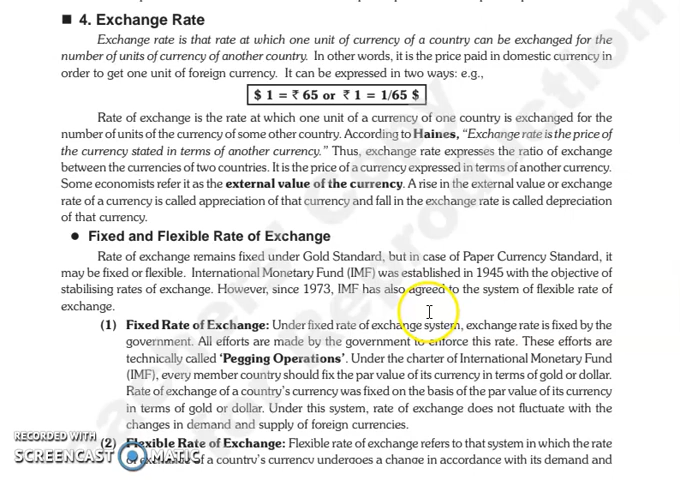 ■ 4. Exchange Rate
Exchange rate is that rate at which one unit of currency of a country can be exchanged for the
number of units of currency of another country. In other words, it is the price paid in domestic currency in
order to get one unit of foreign currency. It can be expressed in two ways: e.g.,
$ 1 = ₹ 65 or ₹ 1 = 1/65 $
Rate of exchange is the rate at which one unit of a currency of one country is exchanged for the
number of units of the currency of some other country. According to Haines, “Exchange rate is the price of
the currency stated in terms of another currency.” Thus, exchange rate expresses the ratio of exchange
between the currencies of two countries. It is the price of a currency expressed in terms of another currency.
Some economists refer it as the external value of the currency. A rise in the external value or exchange
rate of a currency is called appreciation of that currency and fall in the exchange rate is called depreciation
of that currency.
● Fixed and Flexible Rate of Exchange
Rate of exchange remains fixed under Gold Standard, but in case of Paper Currency Standard, it
may be fixed or flexible. International Monetary Fund (IMF) was established in 1945 with the objective of
stabilising rates of exchange. However, since 1973, IMF has also agreed to the system of flexible rate of
exchange.
(1) Fixed Rate of Exchange: Under fixed rate of exchange system, exchange rate is fixed by the
government. All efforts are made by the government to enforce this rate. These efforts are
technically called ‘Pegging Operations’. Under the charter of International Monetary Fund
(IMF), every member country should fix the par value of its currency in terms of gold or dollar.
Rate of exchange of a country’s currency was fixed on the basis of the par value of its currency
in terms of gold or dollar. Under this system, rate of exchange does not fluctuate with the
changes in demand and supply of foreign currencies.
(2) Flexible Rate of Exchange: Flexible rate of exchange refers to that system in which the rate
of exchange of a country’s currency undergoes a change in accordance with its demand and
RECORDED WITH
SCREENCAST MATIC